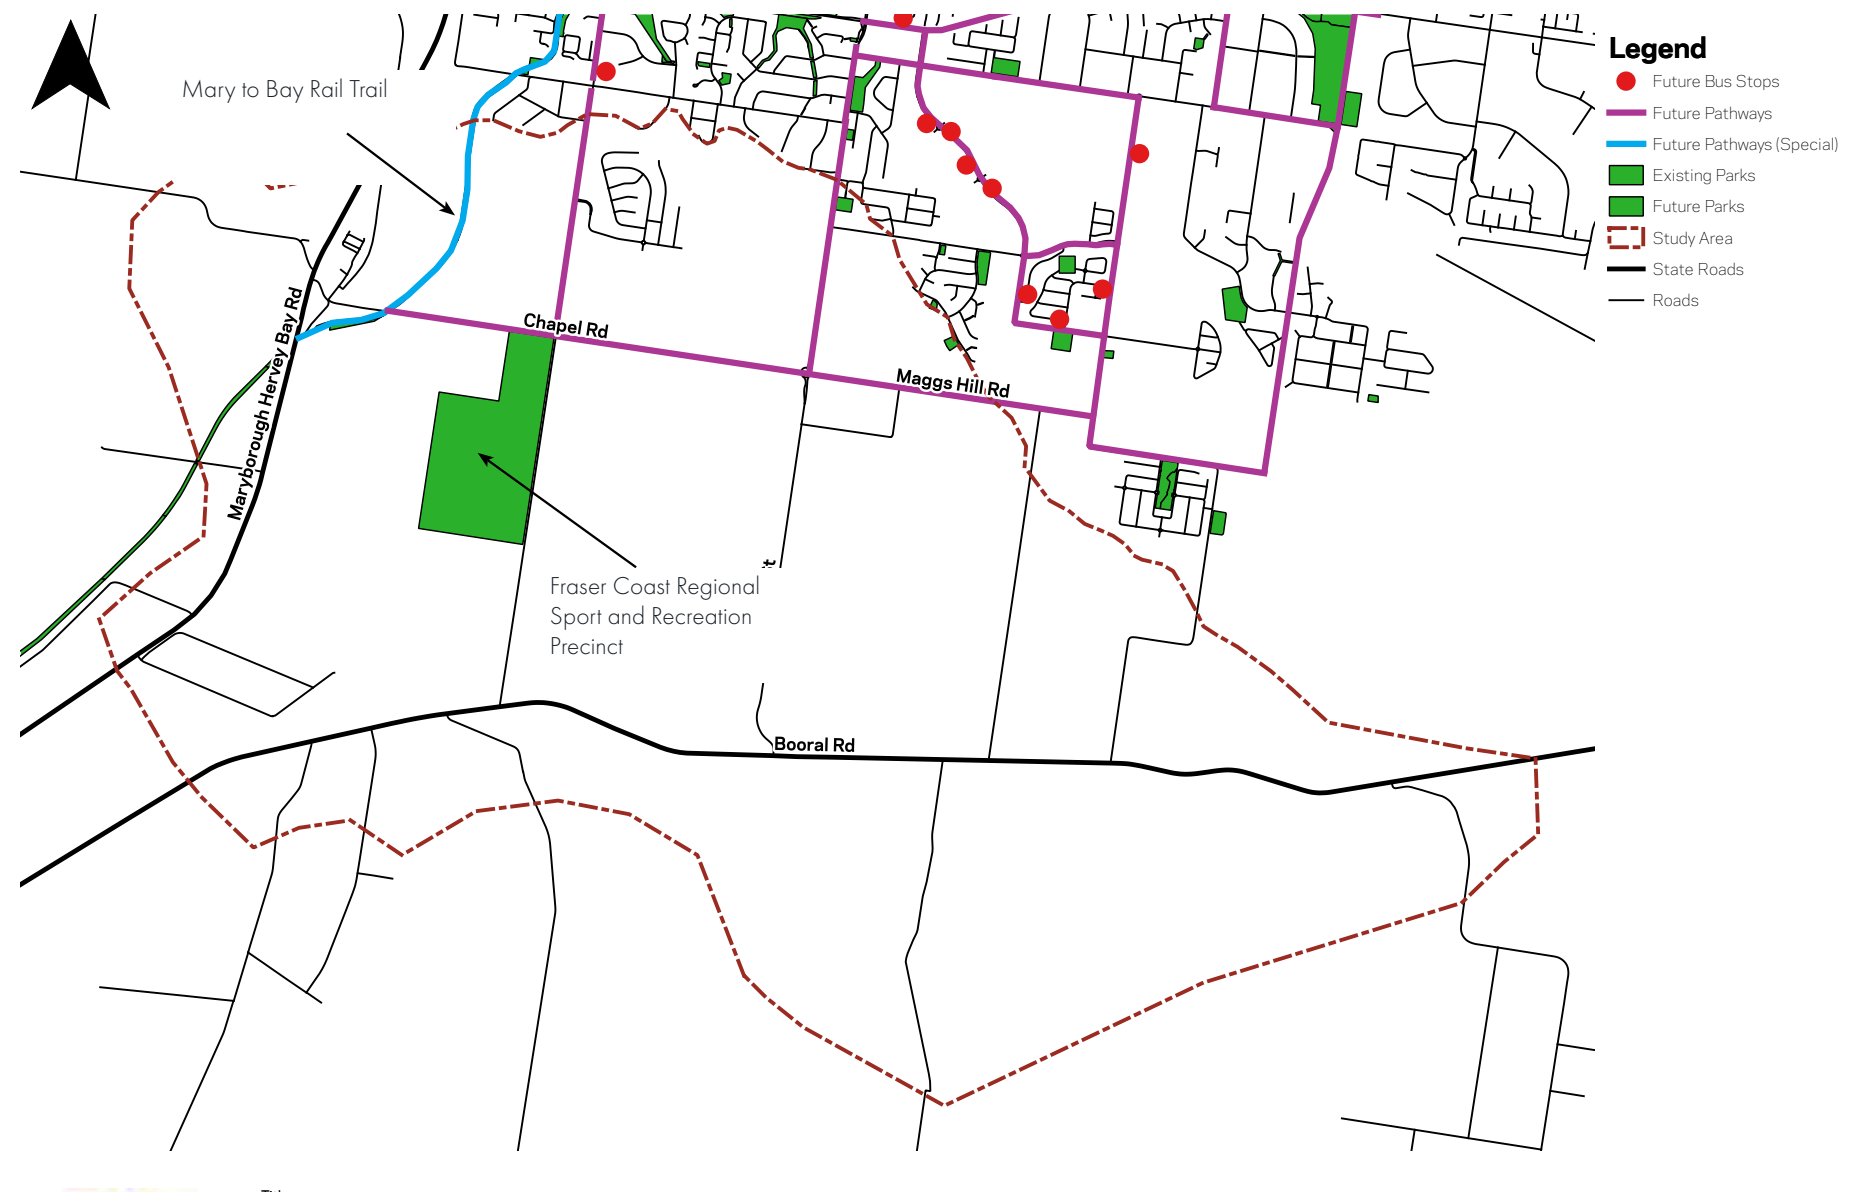 Legend
Future Bus Stops
Future Pathways
Future Pathways (Special)
Existing Parks
Future Parks
Study Area
State Roads
Roads
Mary to Bay Rail Trail
Maryborough Hervey Bay Rd
Chapel Rd
Maggs Hill Rd
Fraser Coast Regional
Sport and Recreation
Precinct
Booral Rd